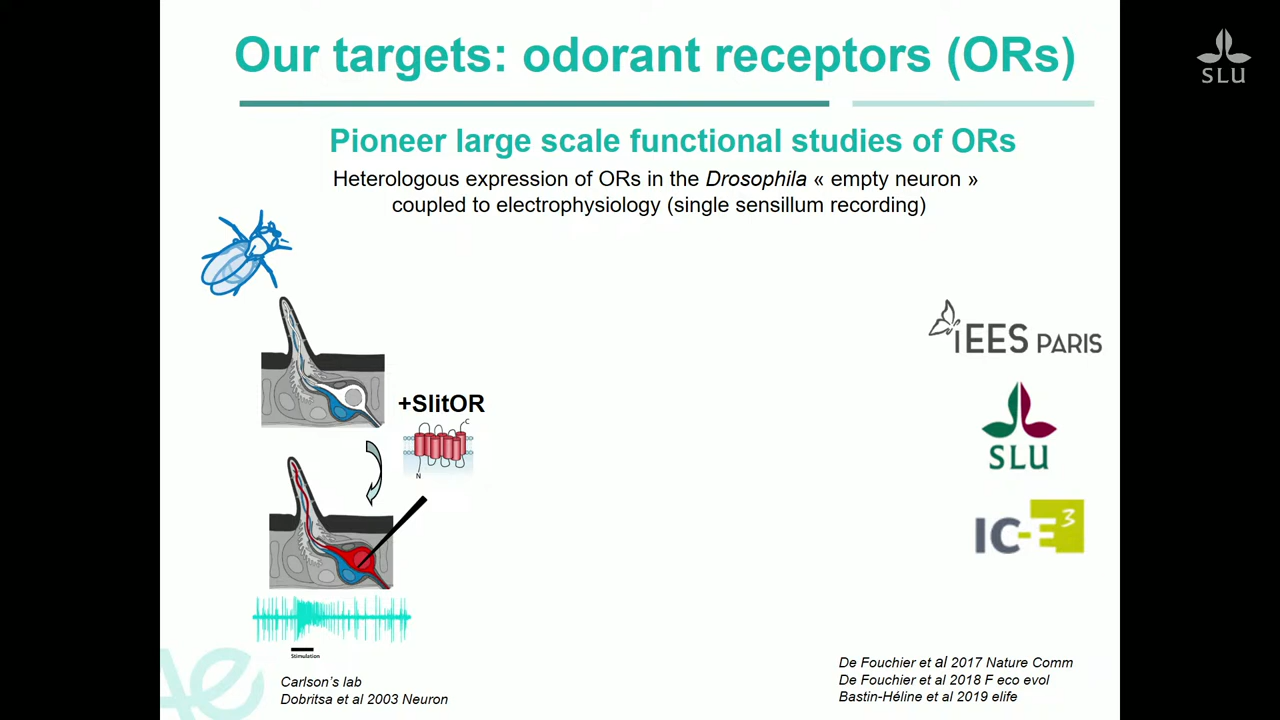 Our targets: odorant receptors (ORs)
SLU
Pioneer large scale functional studies of ORs
Heterologous expression of ORs in the Drosophila « empty neuron »
coupled to electrophysiology (single sensillum recording)
iEES PARIS
+SlitOR
C
N
SLU
IC-E3
Stimulation
Carlson's lab
Dobritsa et al 2003 Neuron
De Fouchier et al 2017 Nature Comm
De Fouchier et al 2018 F eco evol
Bastin-Héline et al 2019 elife